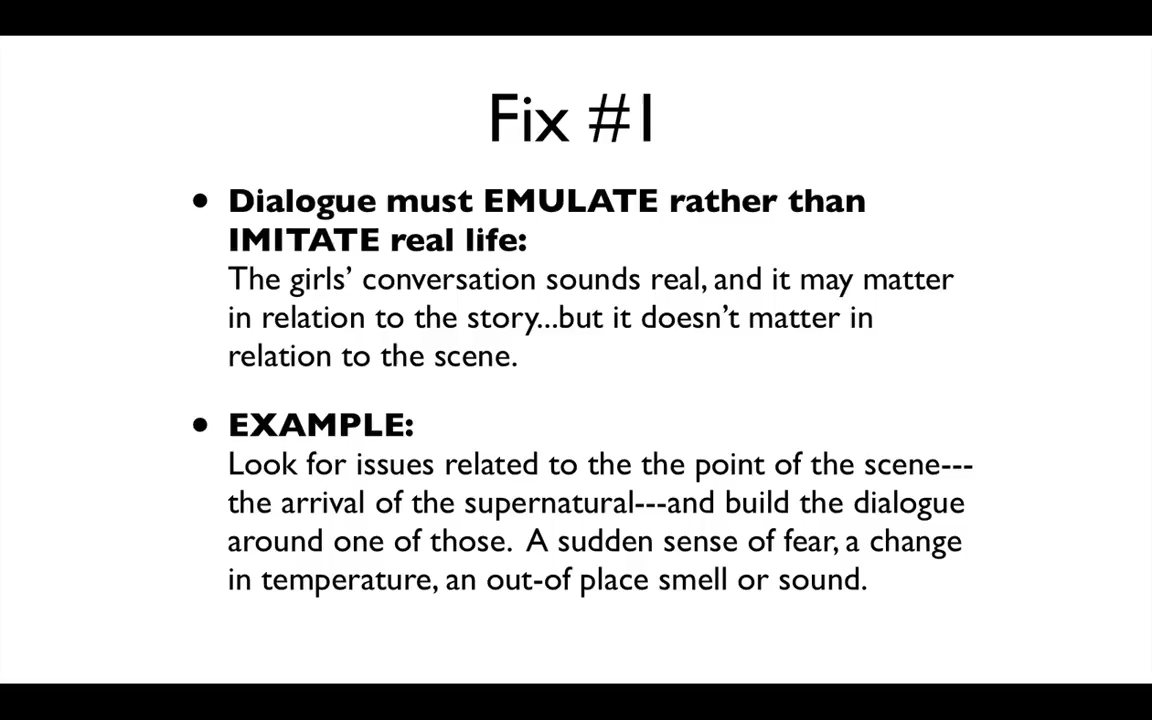 Fix #1
• Dialogue must EMULATE rather than
IMITATE real life:
The girls’ conversation sounds real, and it may matter
in relation to the story...but it doesn’t matter in
relation to the scene.
• EXAMPLE:
Look for issues related to the the point of the scene---
the arrival of the supernatural---and build the dialogue
around one of those.  A sudden sense of fear, a change
in temperature, an out-of place smell or sound.